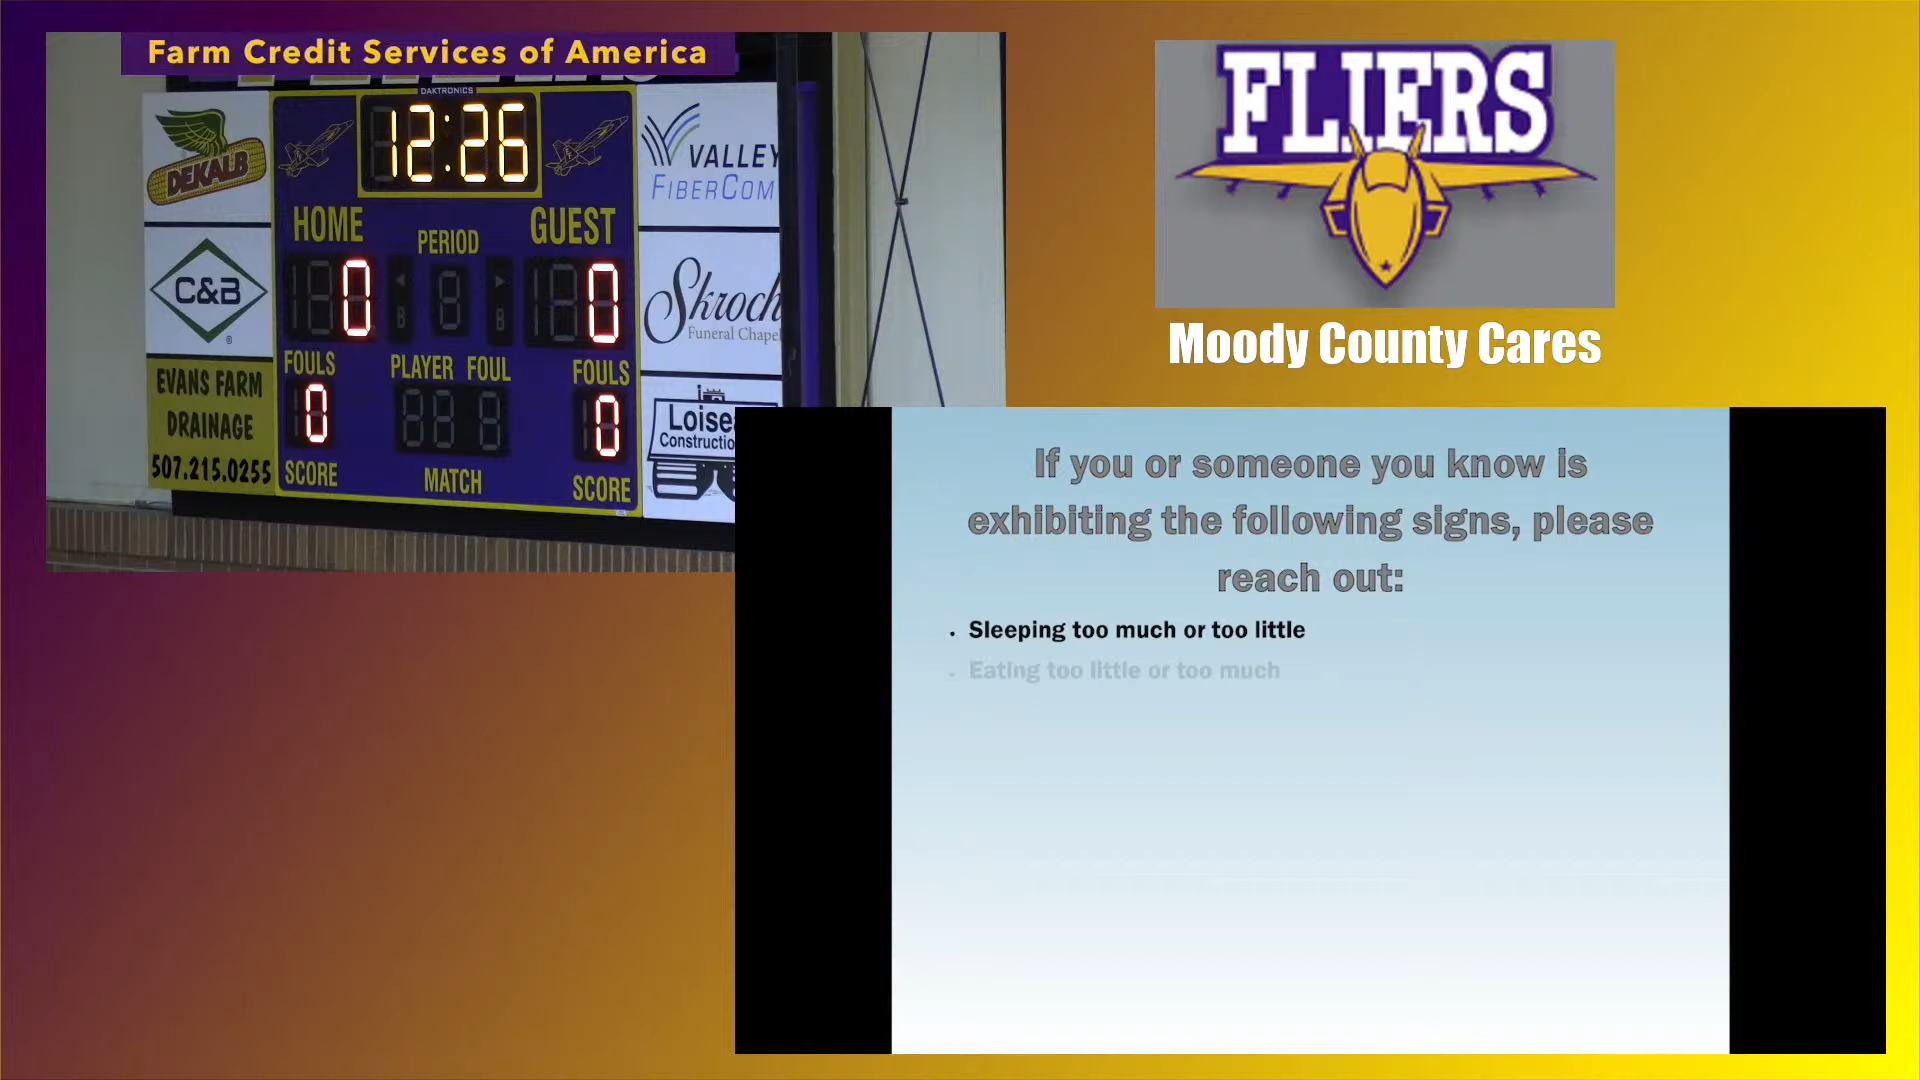 Farm Credit Services of America
DAKTRONICS
DEKALB
12:26
VALLEY
FIBERCOM
HOME
PERIOD
GUEST
0
0
C&B
Skroch
Funeral Chapel
FOULS
PLAYER FOUL
FOULS
EVANS FARM
DRAINAGE
507.215.0255
0
0
SCORE
MATCH
SCORE
FLIERS
Moody County Cares
If you or someone you know is
exhibiting the following signs, please
reach out:
• Sleeping too much or too little
• Eating too little or too much